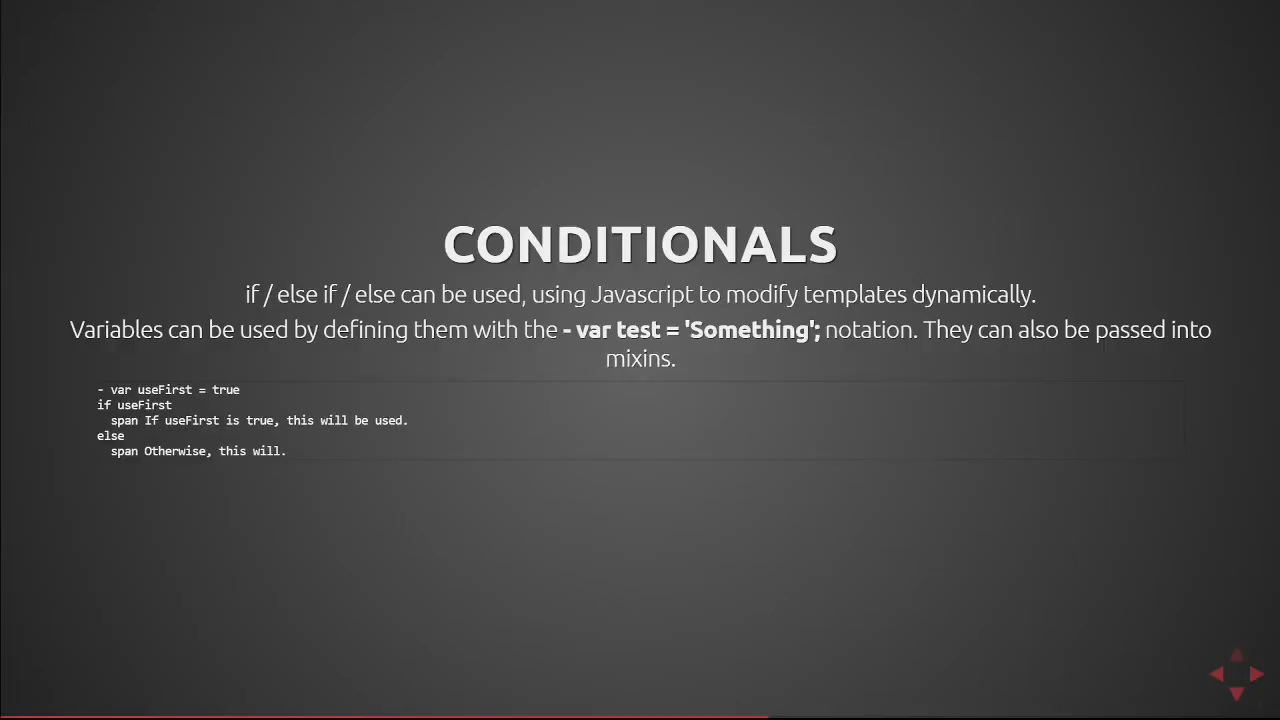 CONDITIONALS
if / else if / else can be used, using Javascript to modify templates dynamically.
Variables can be used by defining them with the - var test = 'Something'; notation. They can also be passed into
mixins.
- var useFirst = true
if useFirst
  span If useFirst is true, this will be used.
else
  span Otherwise, this will.